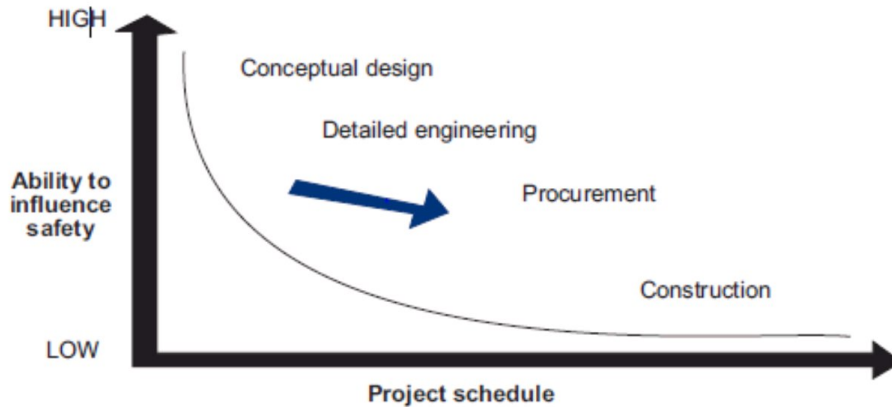 HIGH
Conceptual design
Detailed engineering
Ability to
influence
safety
Procurement
Construction
LOW
Project schedule